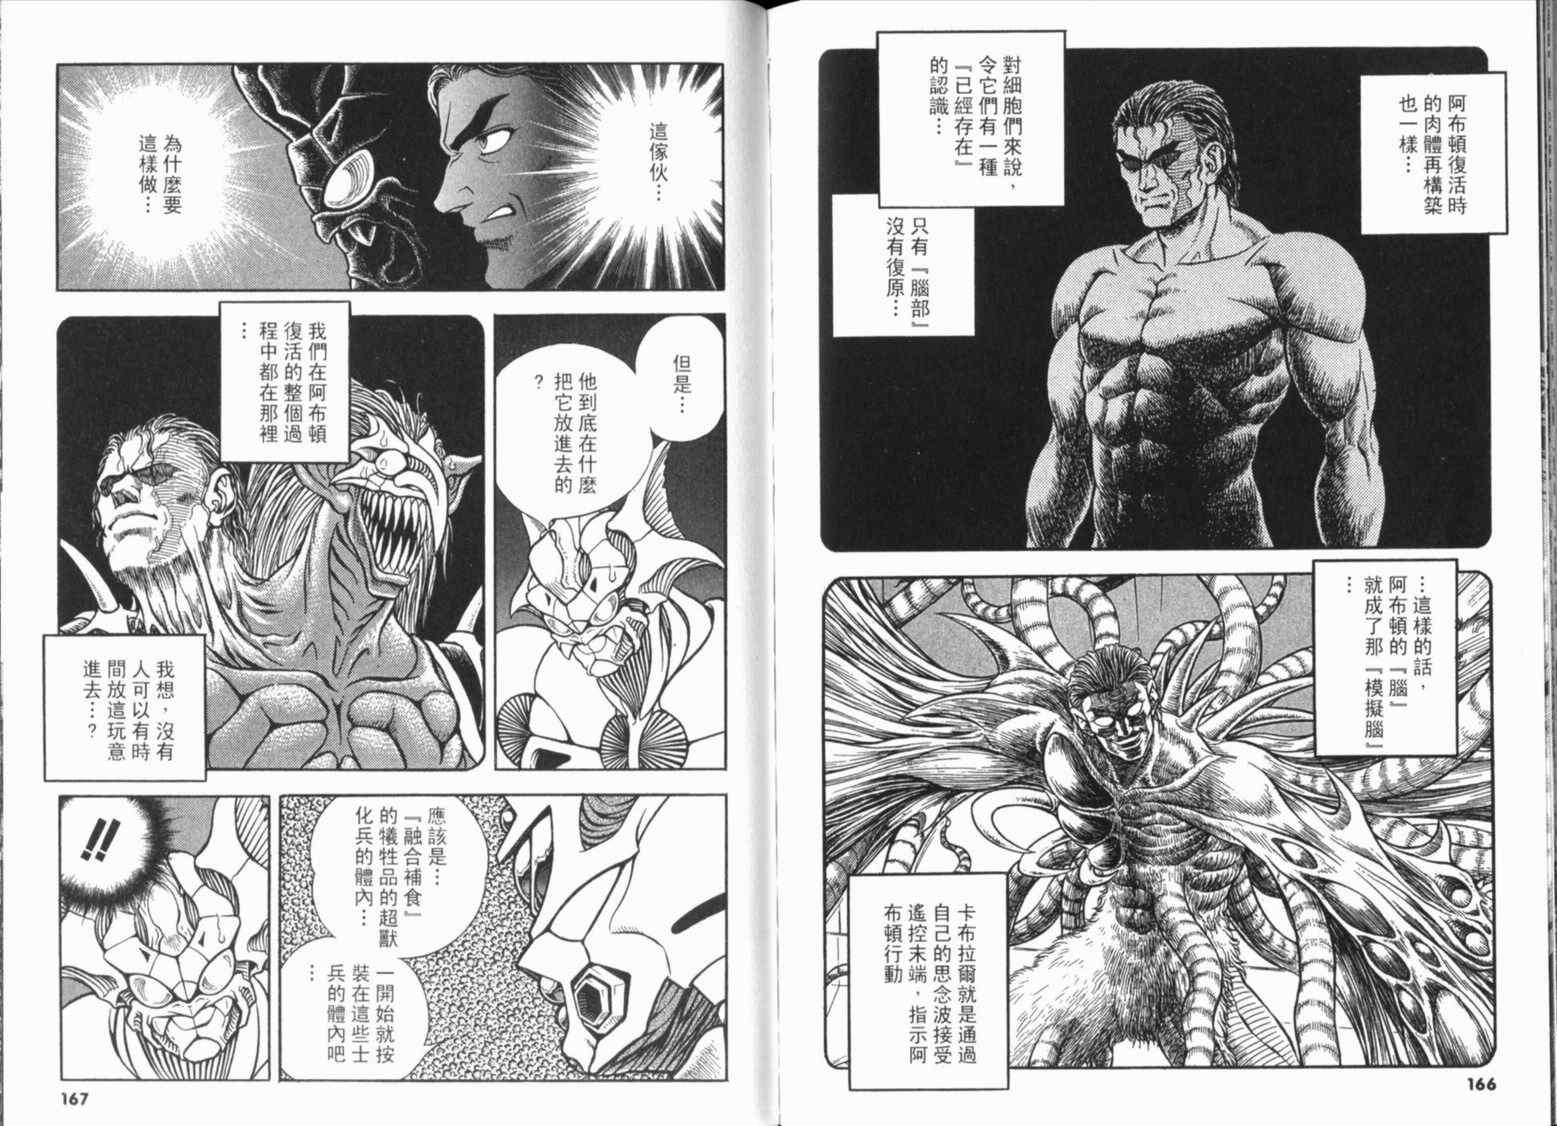 阿布頓復活時
的肉體再構築
也一樣…
對細胞們來說，
令它們有一種
『已經存在』
的認識…
只有『腦部』
沒有復原…
…這樣的話，
阿布頓的『腦』
就成了那『模擬腦』
…
卡布拉爾就是通過
自己的思念波接受
遙控末端，指示阿
布頓行動
166
這傢伙…
為什麼要
這樣做…
但是…
他到底在什麼
把它放進去的
？
我們在阿布頓
復活的整個過
程中都在那裡
…
我想，沒有
人可以有時
間放這玩意
進去…？
應該是…
『融合補食』
的犧牲品的超獸
化兵的體內…
一開始就按
裝在這些士
兵的體內吧
…
!!
167